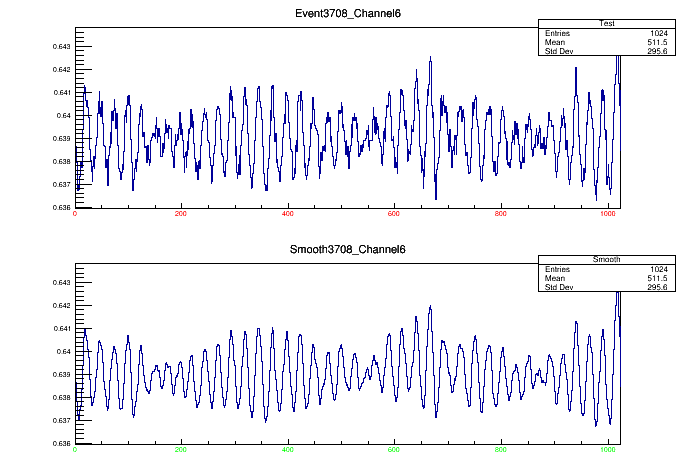 Event3708_Channel6
Test
Entries 1024
Mean 511.5
Std Dev 295.6
0.643
0.642
0.641
0.64
0.639
0.638
0.637
0.636
0 200 400 600 800 1000
Smooth3708_Channel6
Smooth
Entries 1024
Mean 511.5
Std Dev 295.6
0.643
0.642
0.641
0.64
0.639
0.638
0.637
0.636
0 200 400 600 800 1000